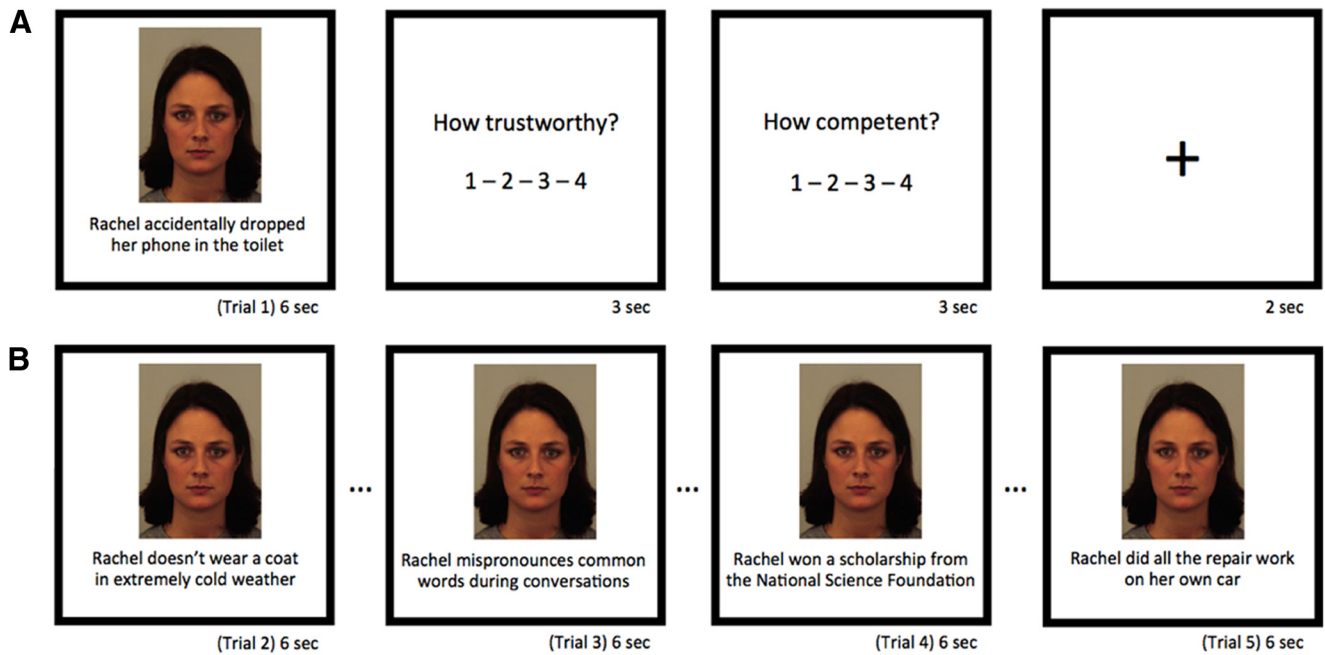 A
Rachel accidentally dropped
her phone in the toilet
(Trial 1) 6 sec
How trustworthy?
1 – 2 – 3 – 4
3 sec
How competent?
1 – 2 – 3 – 4
3 sec
+
2 sec
B
Rachel doesn't wear a coat
in extremely cold weather
(Trial 2) 6 sec
...
Rachel mispronounces common
words during conversations
(Trial 3) 6 sec
...
Rachel won a scholarship from
the National Science Foundation
(Trial 4) 6 sec
...
Rachel did all the repair work
on her own car
(Trial 5) 6 sec